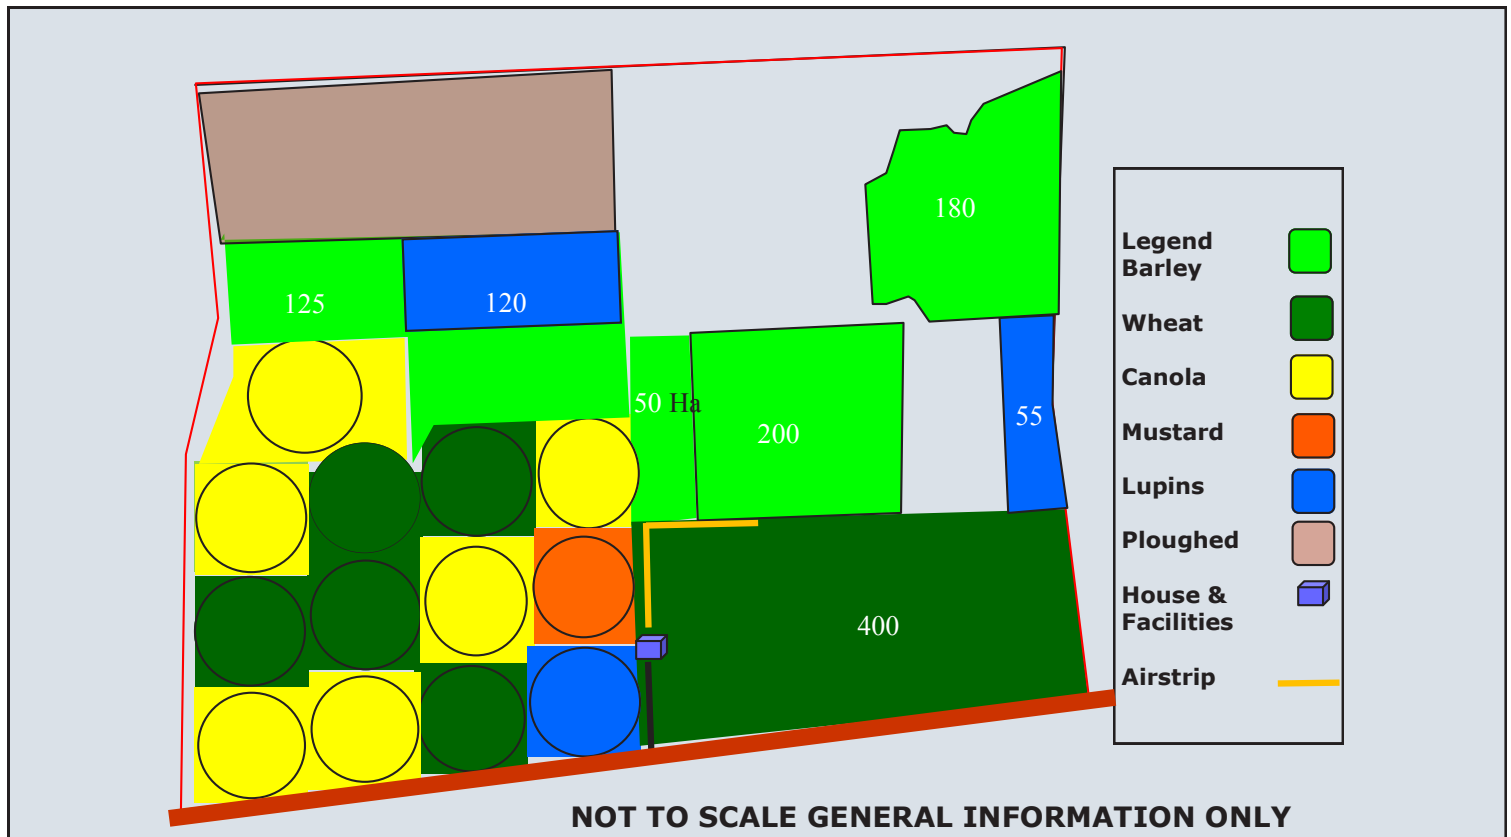 180
125
120
50 Ha
200
55
400
Legend
Barley
Wheat
Canola
Mustard
Lupins
Ploughed
House &
Facilities
Airstrip
NOT TO SCALE GENERAL INFORMATION ONLY